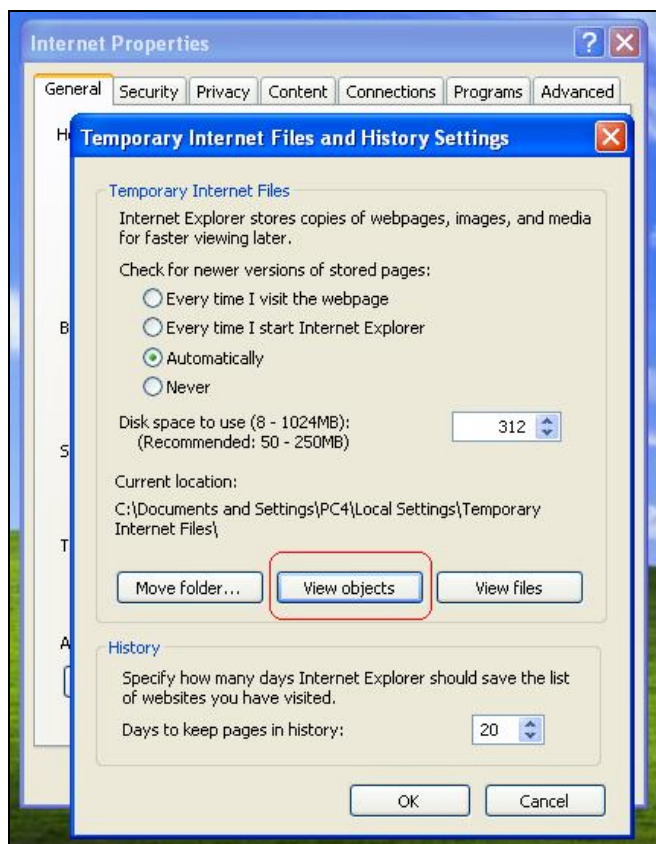 Internet Properties
General Security Privacy Content Connections Programs Advanced
Temporary Internet Files and History Settings
Temporary Internet Files
Internet Explorer stores copies of webpages, images, and media
for faster viewing later.
Check for newer versions of stored pages:
Every time I visit the webpage
Every time I start Internet Explorer
Automatically
Never
Disk space to use (8 - 1024MB):
312
(Recommended: 50 - 250MB)
Current location:
C:\Documents and Settings\PC4\Local Settings\Temporary
Internet Files\
Move folder... View objects View files
History
Specify how many days Internet Explorer should save the list
of websites you have visited.
Days to keep pages in history: 20
OK Cancel